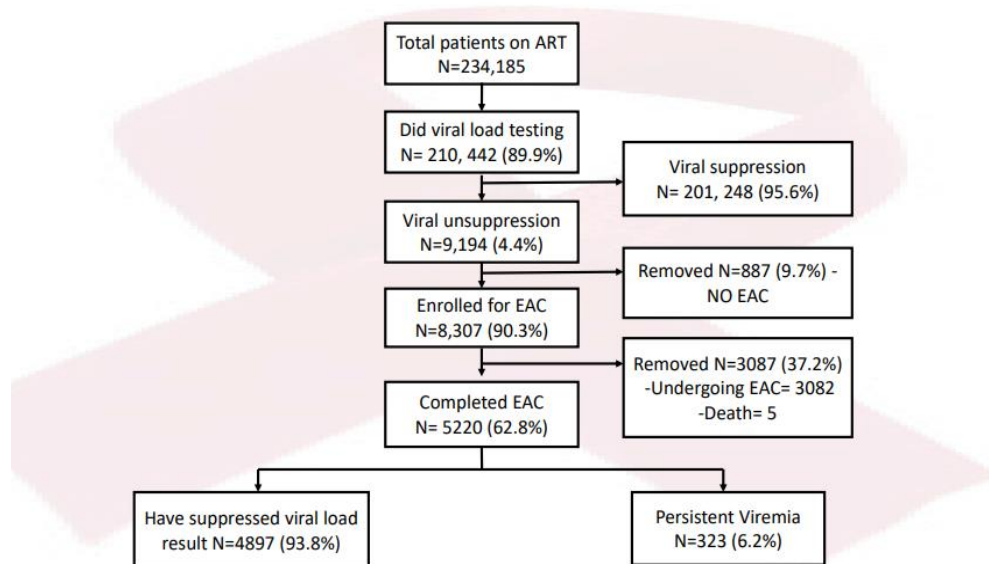 Total patients on ART
N=234,185
Did viral load testing
N= 210, 442 (89.9%)
Viral suppression
N= 201, 248 (95.6%)
Viral unsuppression
N=9,194 (4.4%)
Removed N=887 (9.7%) -
NO EAC
Enrolled for EAC
N=8,307 (90.3%)
Removed N=3087 (37.2%)
-Undergoing EAC= 3082
-Death= 5
Completed EAC
N= 5220 (62.8%)
Have suppressed viral load
result N=4897 (93.8%)
Persistent Viremia
N=323 (6.2%)